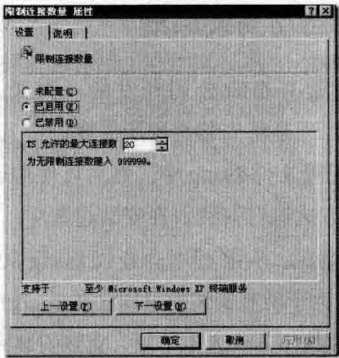 限制连接数量 属性
设置 说明
限制连接数量
未配置(C)
已启用(E)
已禁用(D)
TS 允许的最大连接数 20
为无限制连接数键入 999999。
支持于 至少 Microsoft Windows XP 终端服务
上一设置(P) 下一设置(N)
确定 取消 应用(A)